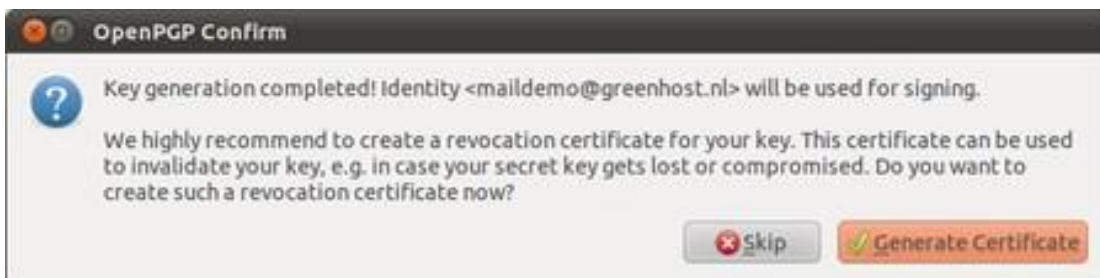 OpenPGP Confirm
Key generation completed! Identity <maildemo@greenhost.nl> will be used for signing.
We highly recommend to create a revocation certificate for your key. This certificate can be used
to invalidate your key, e.g. in case your secret key gets lost or compromised. Do you want to
create such a revocation certificate now?
Skip
Generate Certificate